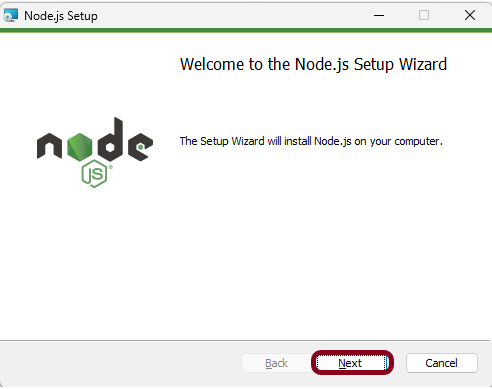 Node.js Setup
Welcome to the Node.js Setup Wizard
node
JS®
The Setup Wizard will install Node.js on your computer.
Back
Next
Cancel